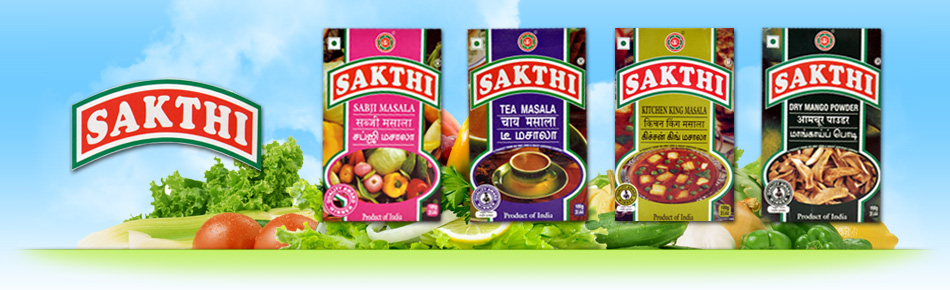 SAKTHI
SAKTHI
SABJI MASALA
सब्जी मसाला
சப்ஜி மசாலா
Product of India
SAKTHI
TEA MASALA
चाय मसाला
டீ மசாலா
Product of India
SAKTHI
KITCHEN KING MASALA
किचन किंग मसाला
கிச்சன் கிங் மசாலா
Product of India
SAKTHI
DRY MANGO POWDER
आमचूर पाउडर
மாங்காய்ப் பொடி
Product of India